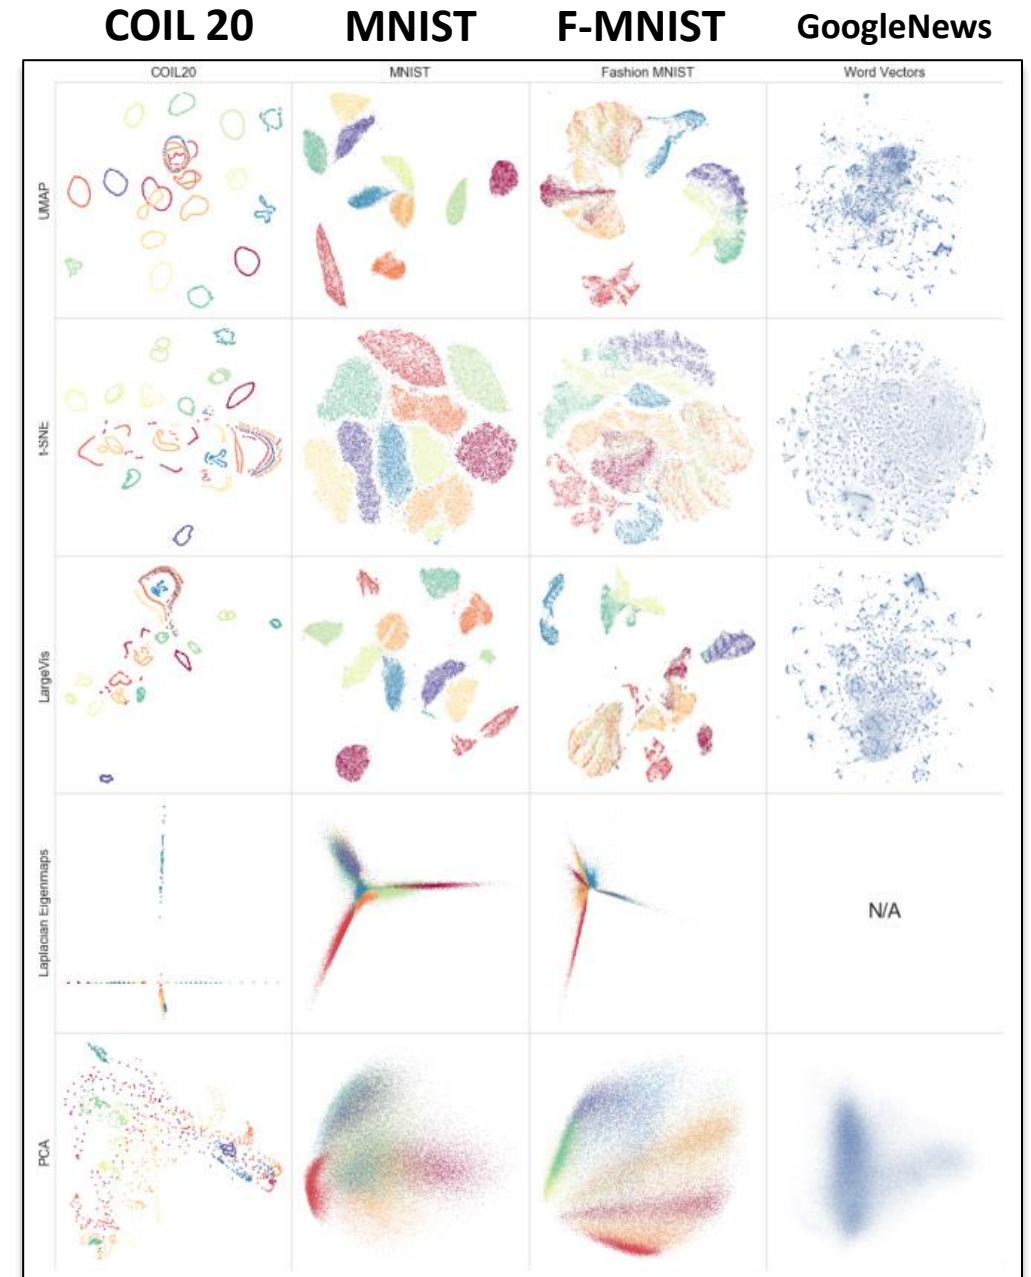 COIL 20 MNIST F-MNIST GoogleNews
COIL20 MNIST Fashion MNIST Word Vectors
UMAP
t-SNE
LargeVis
Laplacian Eigenmaps
N/A
PCA